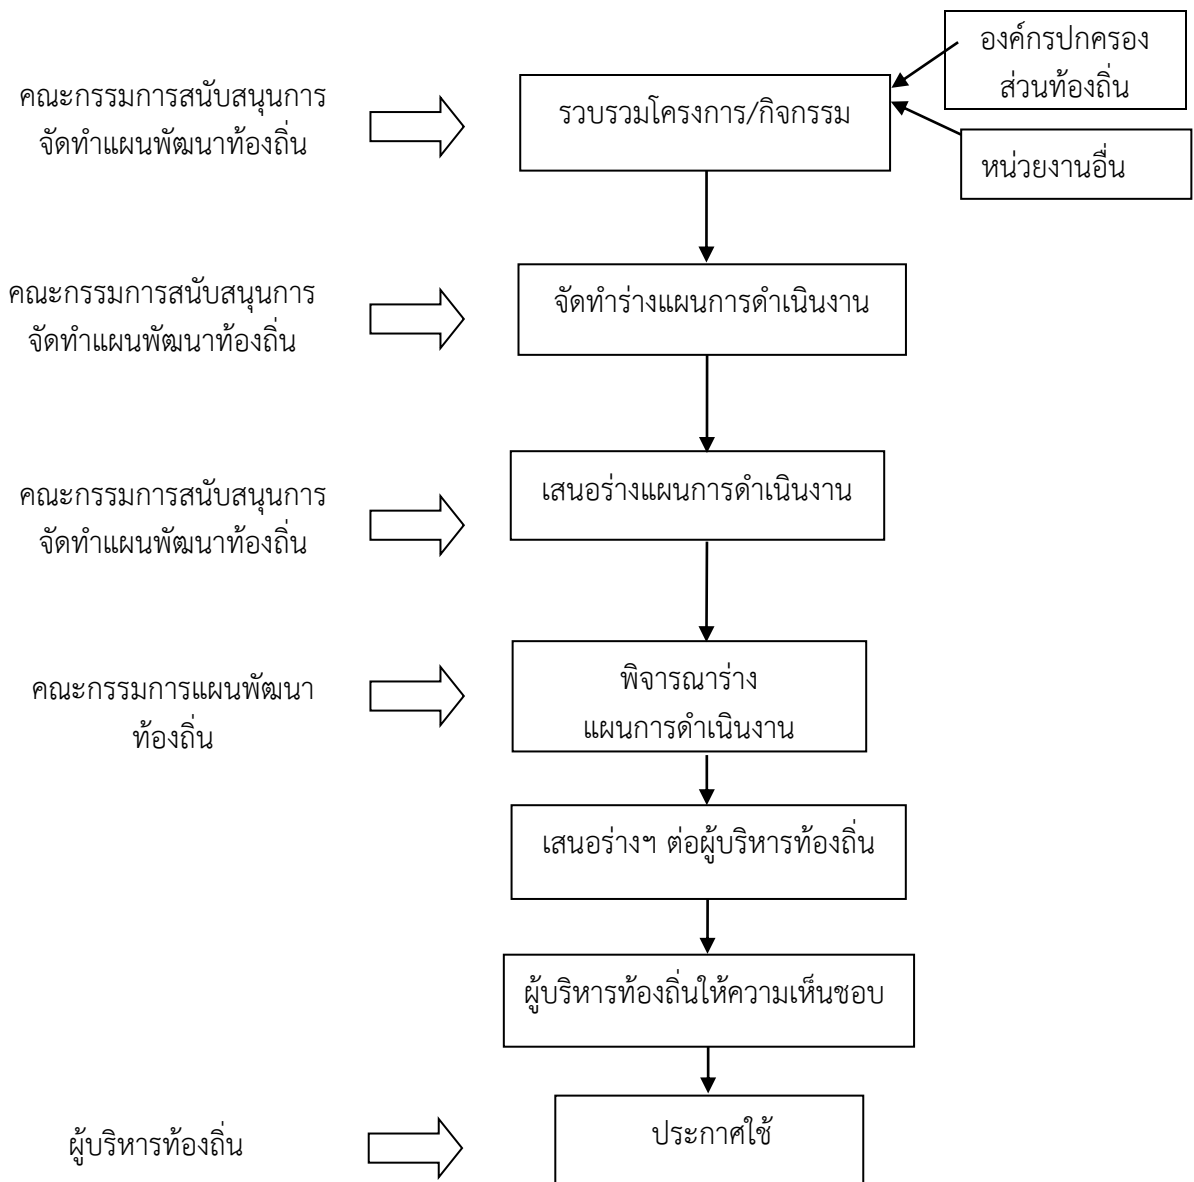 องค์กรปกครอง
ส่วนท้องถิ่น
คณะกรรมการสนับสนุนการ
จัดทำแผนพัฒนาท้องถิ่น
รวบรวมโครงการ/กิจกรรม
หน่วยงานอื่น
คณะกรรมการสนับสนุนการ
จัดทำแผนพัฒนาท้องถิ่น
จัดทำร่างแผนการดำเนินงาน
คณะกรรมการสนับสนุนการ
จัดทำแผนพัฒนาท้องถิ่น
เสนอร่างแผนการดำเนินงาน
คณะกรรมการแผนพัฒนา
ท้องถิ่น
พิจารณาร่าง
แผนการดำเนินงาน
เสนอร่างฯ ต่อผู้บริหารท้องถิ่น
ผู้บริหารท้องถิ่นให้ความเห็นชอบ
ผู้บริหารท้องถิ่น
ประกาศใช้